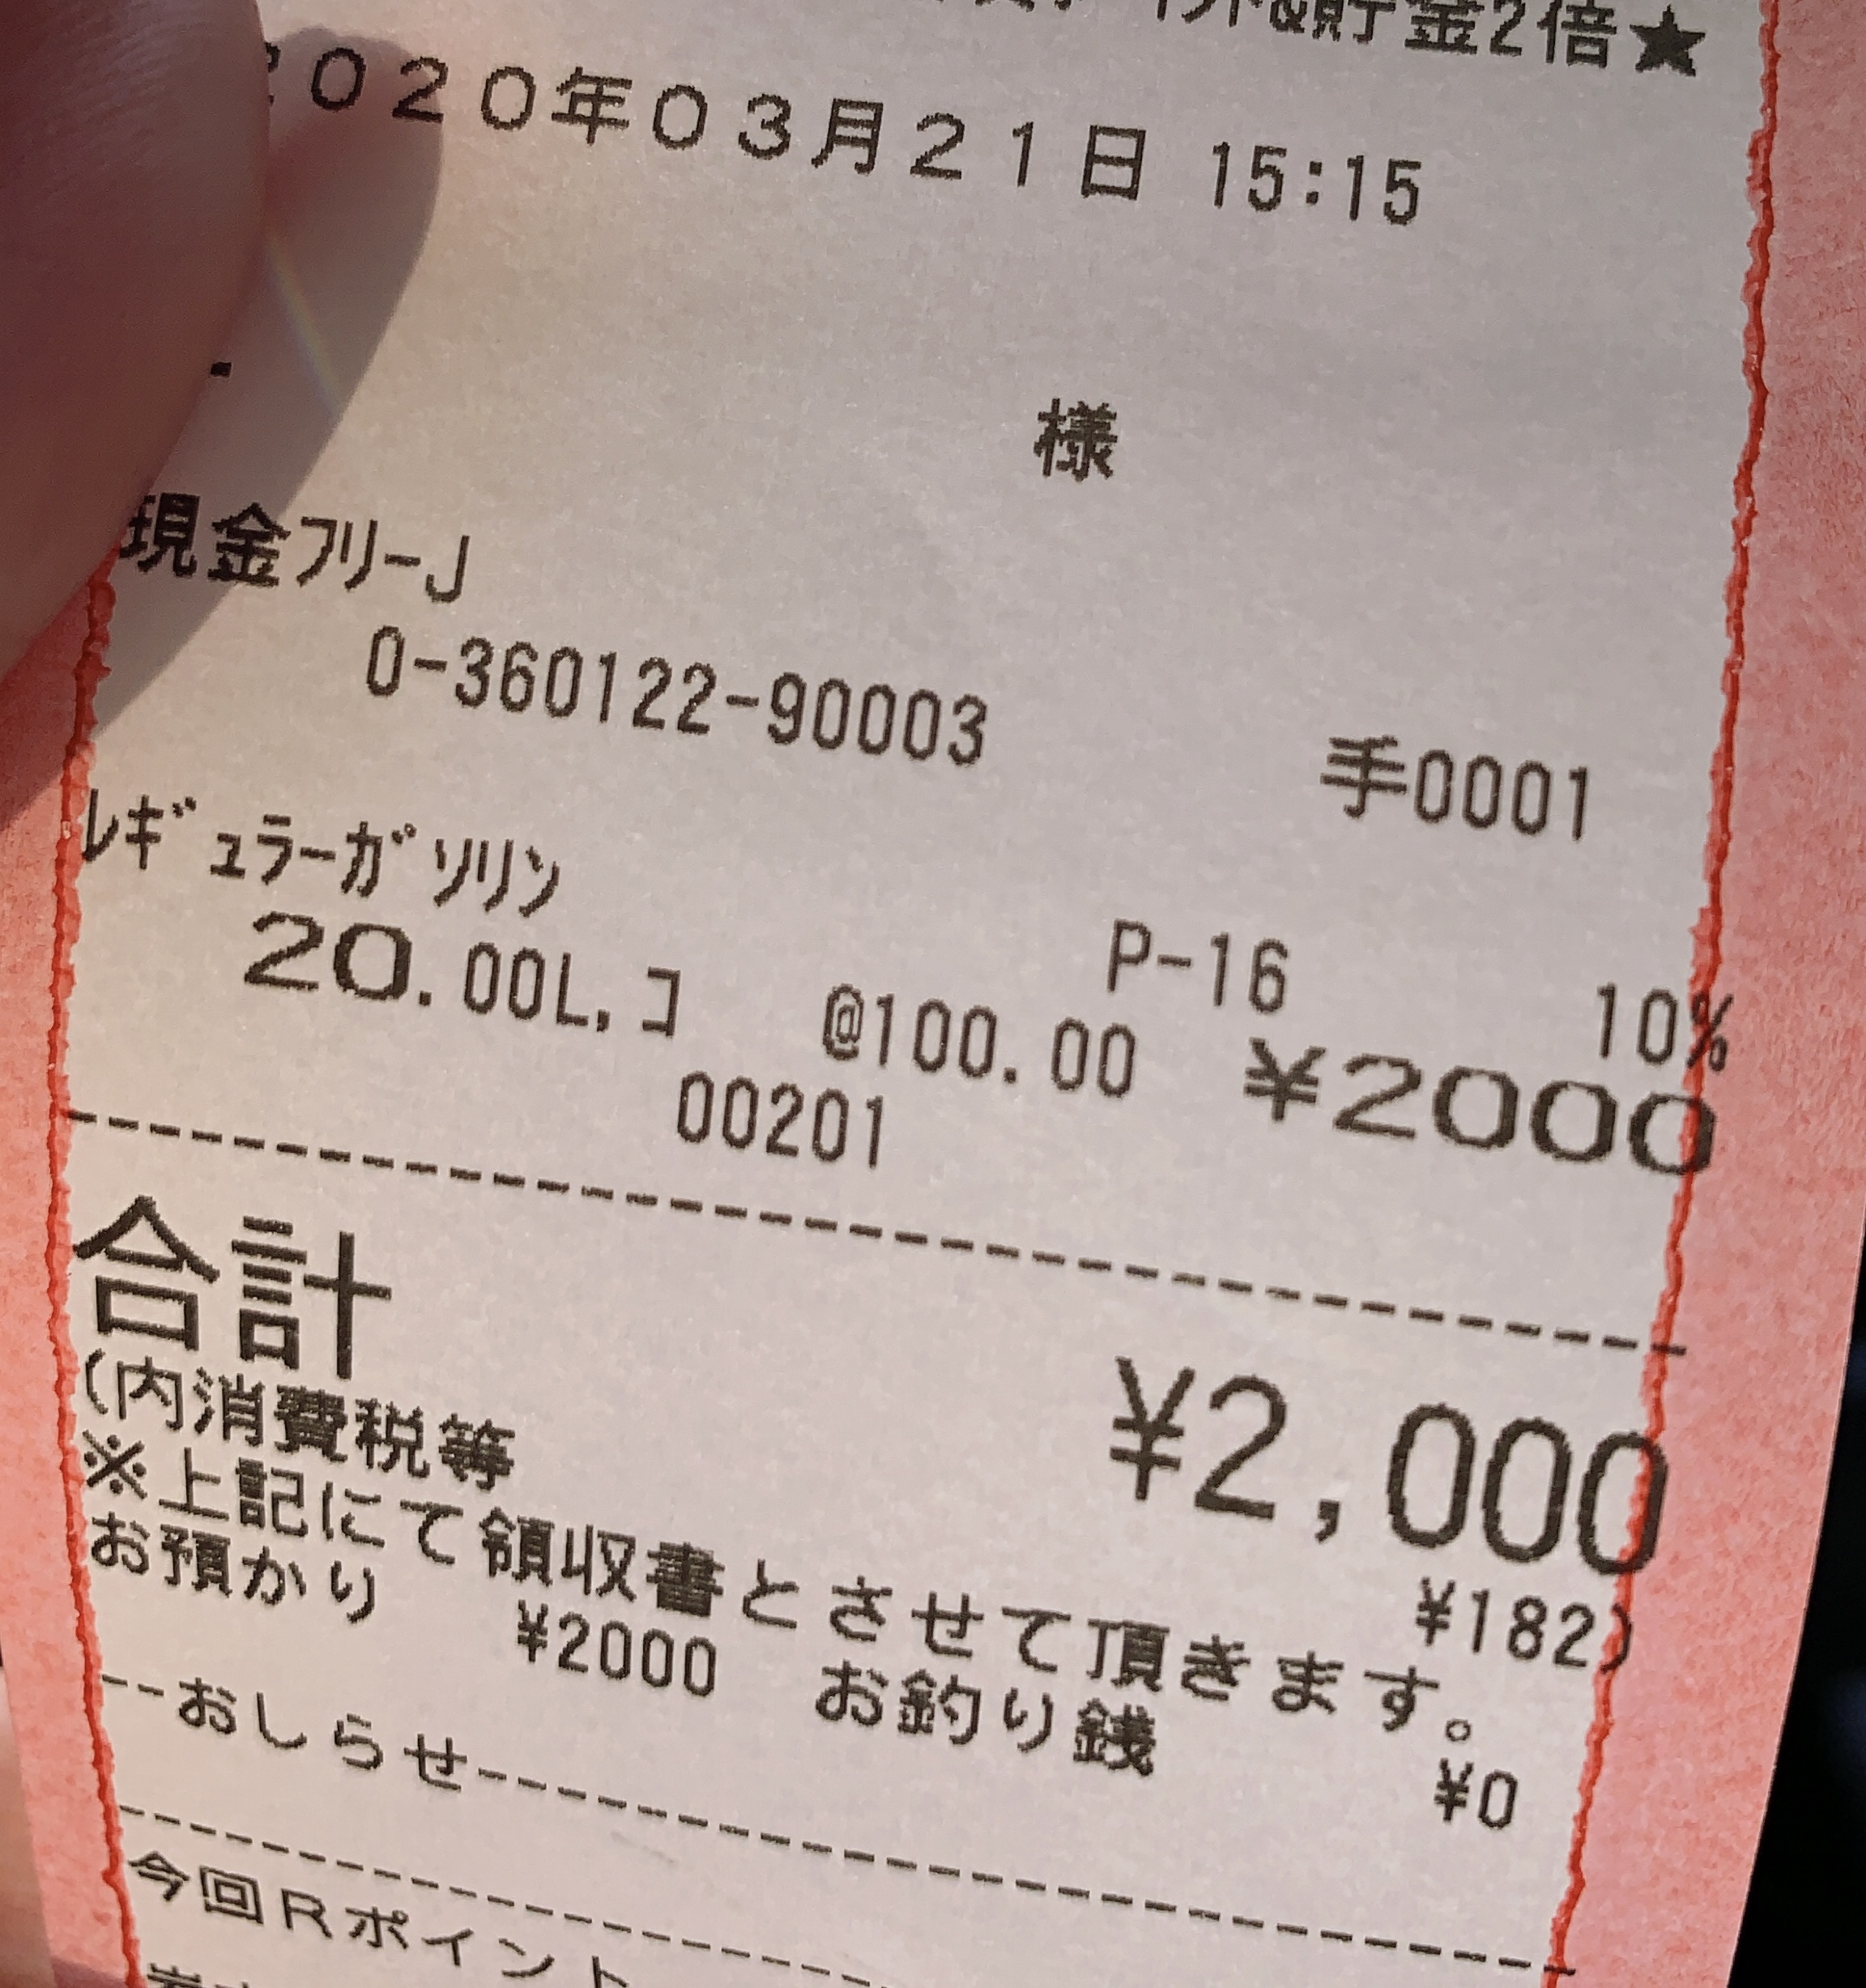 &貯金2倍★
2020年03月21日 15:15
様
現金フリーJ
0-360122-90003 手0001
レギュラーガソリン
P-16 10%
20.00L,コ @100.00 ¥2000
00201
合計 ¥2,000
(内消費税等 ¥182)
※上記にて領収書とさせて頂きます。
お預かり ¥2000 お釣り銭 ¥0
--おしらせ--------------------------
今回Rポイント